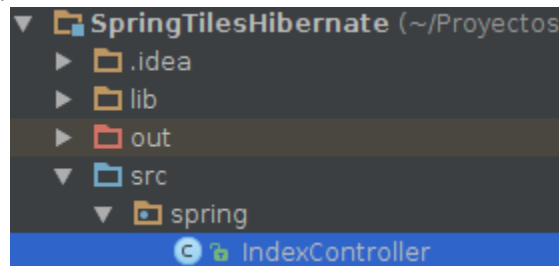 SpringTilesHibernate (~/Proyectos
.idea
lib
out
src
spring
IndexController